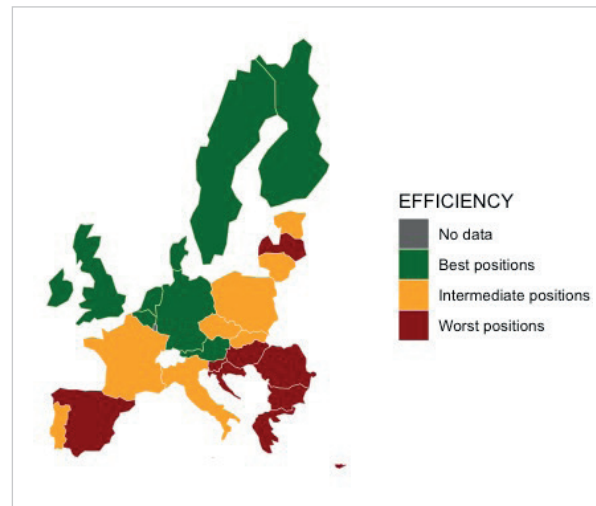 EFFICIENCY
No data
Best positions
Intermediate positions
Worst positions